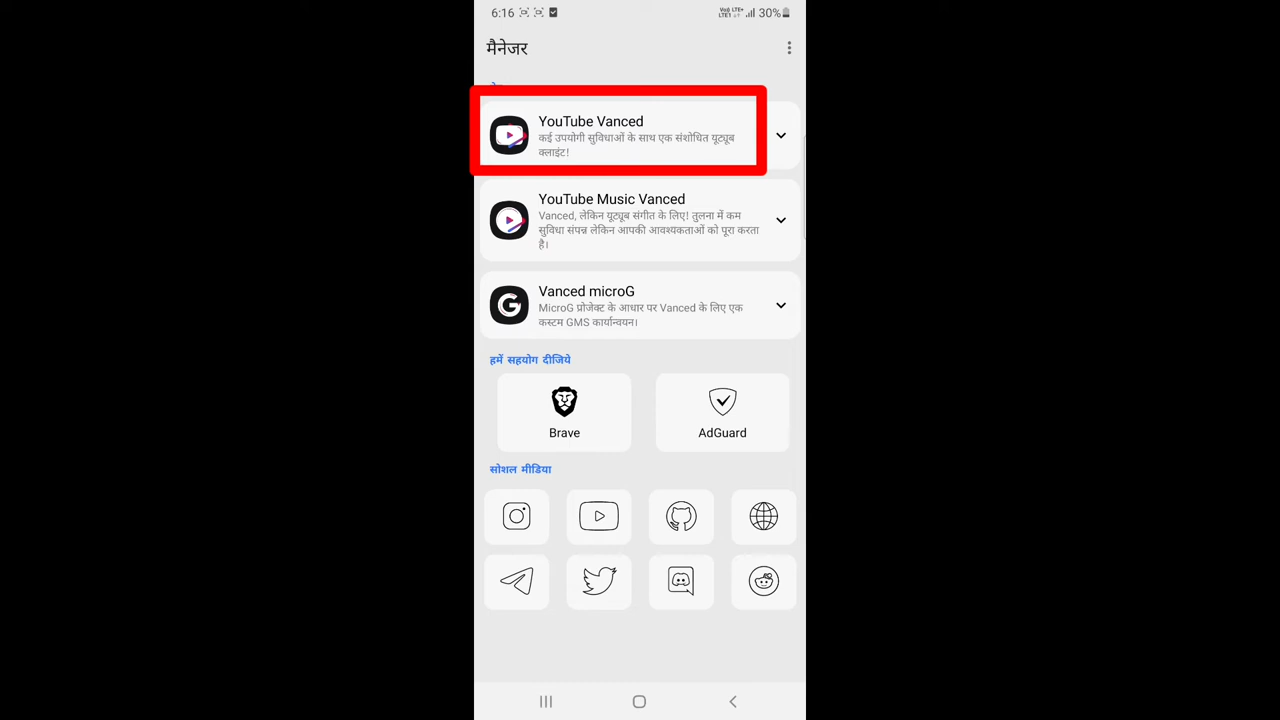 6:16
30%
मैनेजर
YouTube Vanced
कई उपयोगी सुविधाओं के साथ एक संशोधित यूट्यूब
क्लाइंट!
YouTube Music Vanced
Vanced, लेकिन यूट्यूब संगीत के लिए! तुलना में कम
सुविधा संपन्न लेकिन आपकी आवश्यकताओं को पूरा करता
है।
Vanced microG
MicroG प्रोजेक्ट के आधार पर Vanced के लिए एक
कस्टम GMS कार्यान्वयन।
हमें सहयोग दीजिये
Brave
AdGuard
सोशल मीडिया